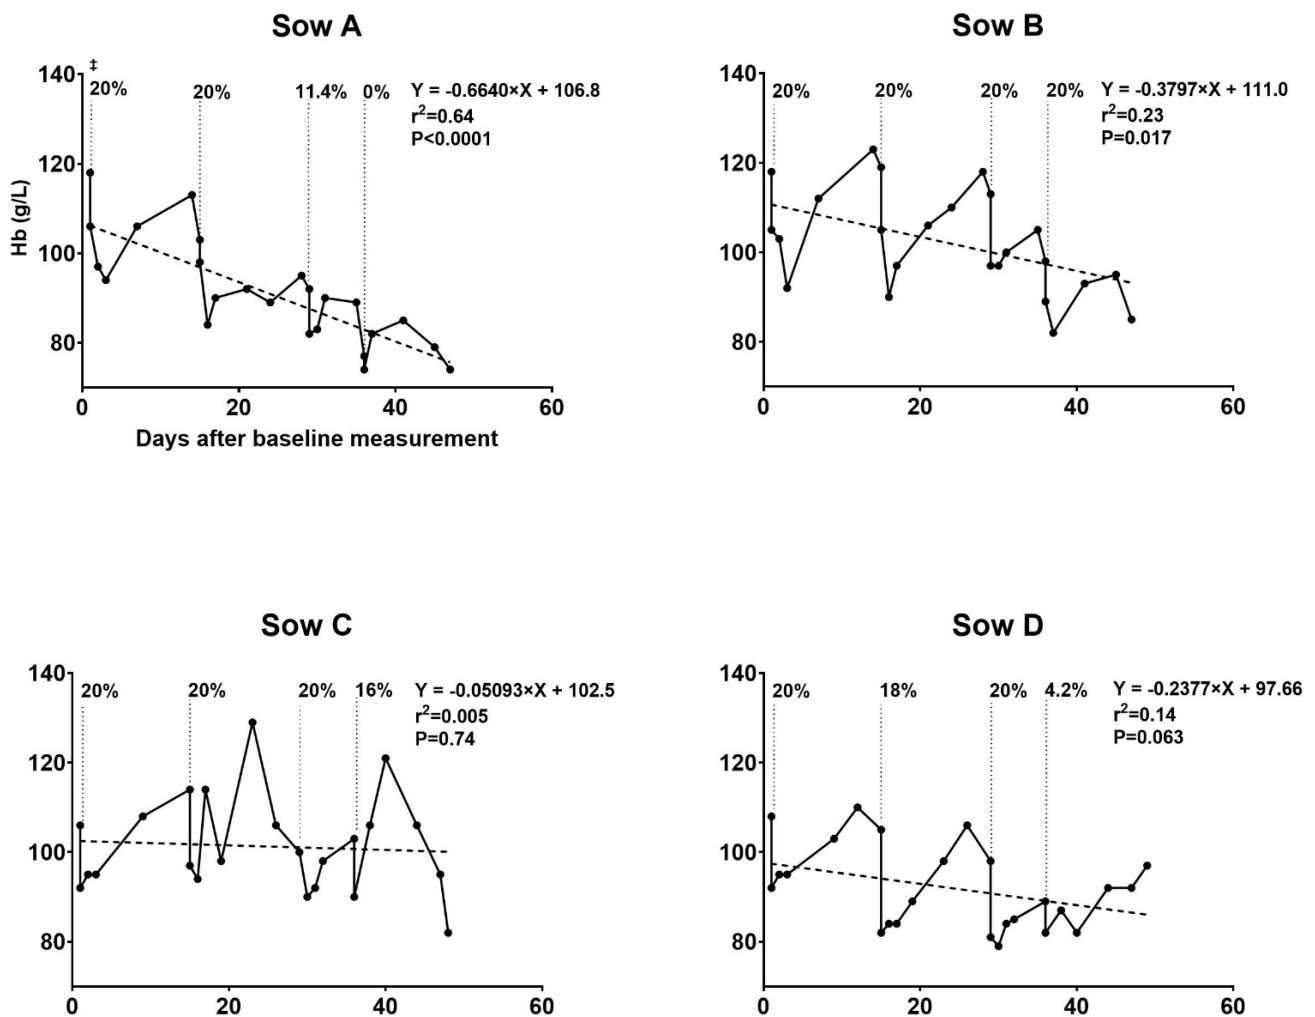 Sow A
‡
140
20%
20%
11.4%
0%
Y = -0.6640×X + 106.8
r²=0.64
P<0.0001
120
Hb (g/L)
100
80
0
20
40
60
Days after baseline measurement
Sow B
140
20%
20%
20%
20%
Y = -0.3797×X + 111.0
r²=0.23
P=0.017
120
100
80
0
20
40
60
Sow C
140
20%
20%
20%
16%
Y = -0.05093×X + 102.5
r²=0.005
P=0.74
120
100
80
0
20
40
60
Sow D
140
20%
18%
20%
4.2%
Y = -0.2377×X + 97.66
r²=0.14
P=0.063
120
100
80
0
20
40
60